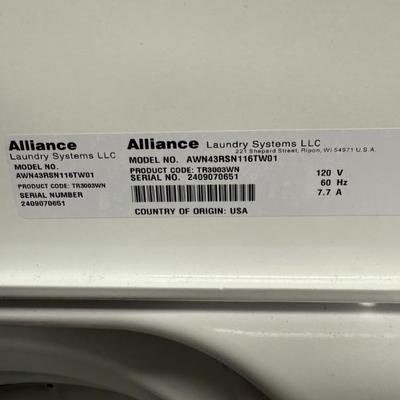 Alliance
Laundry Systems LLC
MODEL NO.
AWN43RSN116TW01
PRODUCT CODE: TR3003WN
SERIAL NUMBER
2409070651
Alliance Laundry Systems LLC
221 Shepard Street, Ripon, WI 54971 U.S.A.
MODEL NO. AWN43RSN116TW01
PRODUCT CODE: TR3003WN
SERIAL NO. 2409070651
120 V
60 Hz
7.7 A
COUNTRY OF ORIGIN: USA